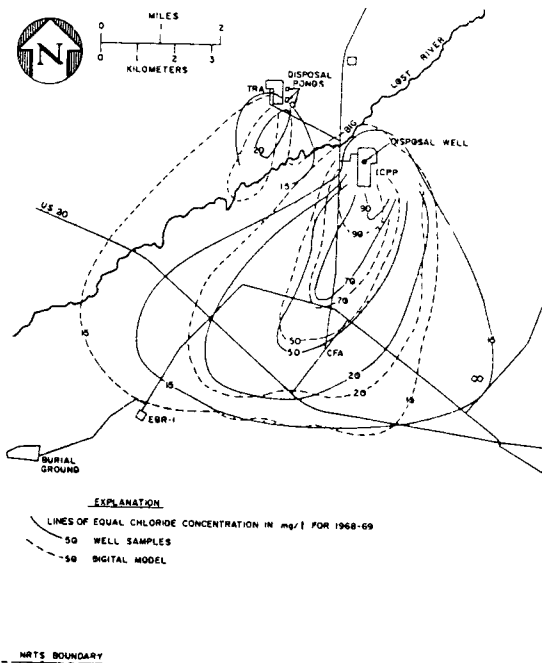 MILES
0 1 2
0 1 2 3
KILOMETERS
N
TRA
DISPOSAL
PONDS
BIG LOST RIVER
DISPOSAL WELL
ICPP
20
15
90
90
US 20
70
70
50
50
CFA
15
15
20
20
15
15
EBR-I
BURIAL
GROUND
EXPLANATION
LINES OF EQUAL CHLORIDE CONCENTRATION IN mg/l FOR 1968-69
50 WELL SAMPLES
50 DIGITAL MODEL
NRTS BOUNDARY